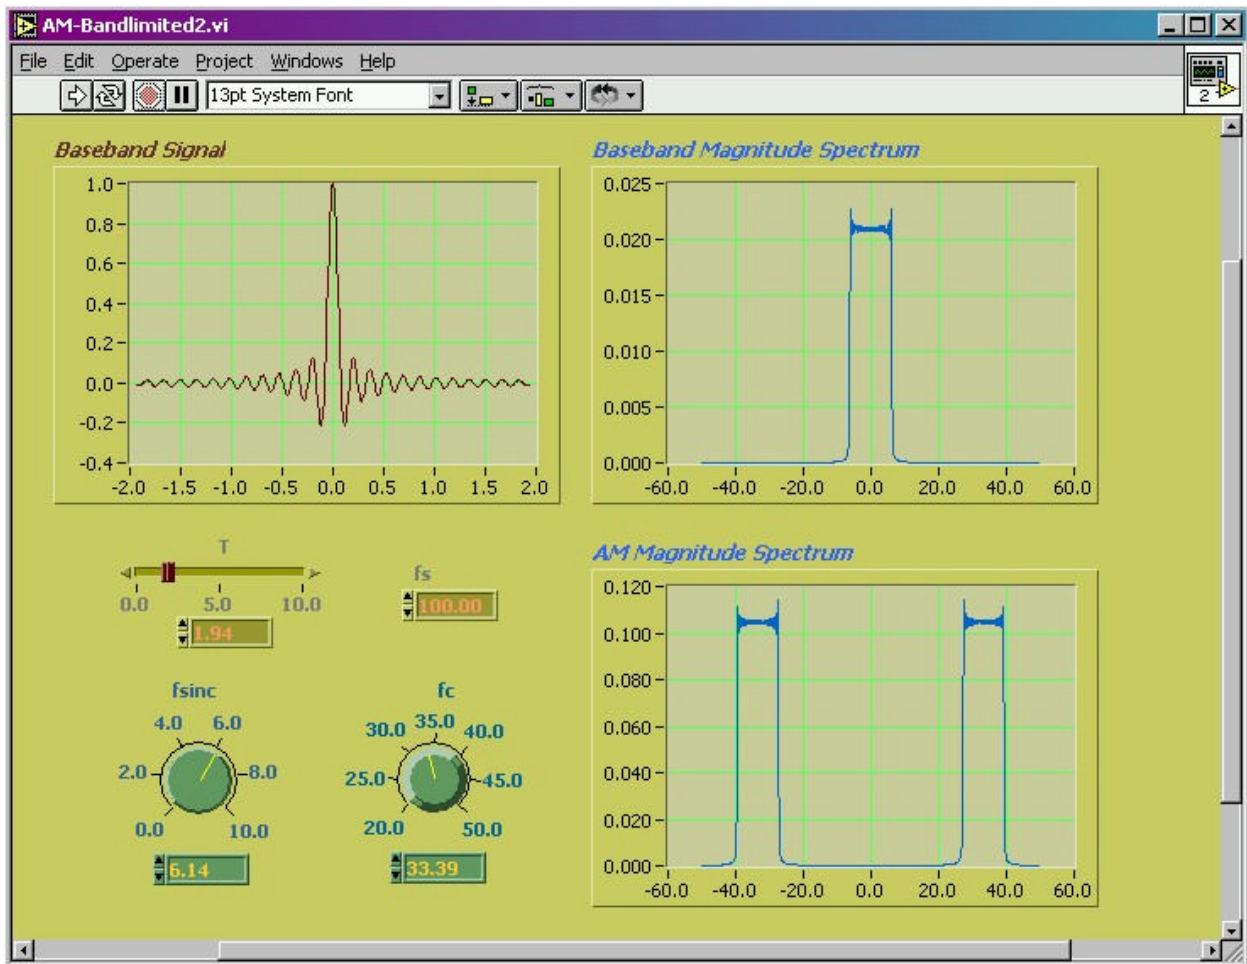 AM-Bandlimited2.vi
File Edit Operate Project Windows Help
13pt System Font
2
Baseband Signal
1.0
0.8
0.6
0.4
0.2
0.0
-0.2
-0.4
-2.0 -1.5 -1.0 -0.5 0.0 0.5 1.0 1.5 2.0
Baseband Magnitude Spectrum
0.025
0.020
0.015
0.010
0.005
0.000
-60.0 -40.0 -20.0 0.0 20.0 40.0 60.0
T
0.0 5.0 10.0
1.94
fs
100.00
fsinc
4.0 6.0
2.0 8.0
0.0 10.0
6.14
fc
30.0 35.0 40.0
25.0 45.0
20.0 50.0
33.39
AM Magnitude Spectrum
0.120
0.100
0.080
0.060
0.040
0.020
0.000
-60.0 -40.0 -20.0 0.0 20.0 40.0 60.0